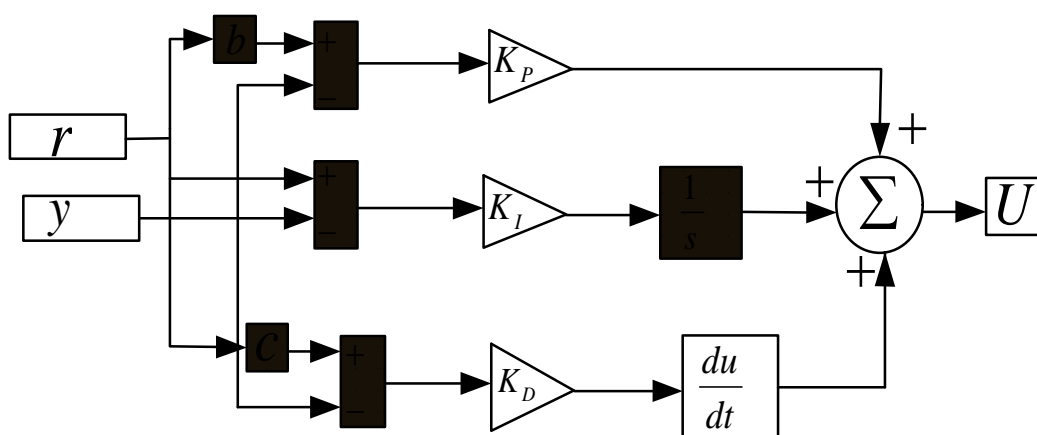 b
+
−
K_P
r
+
+
−
K_I
1/s
+
Σ
U
y
+
c
+
−
K_D
du/dt